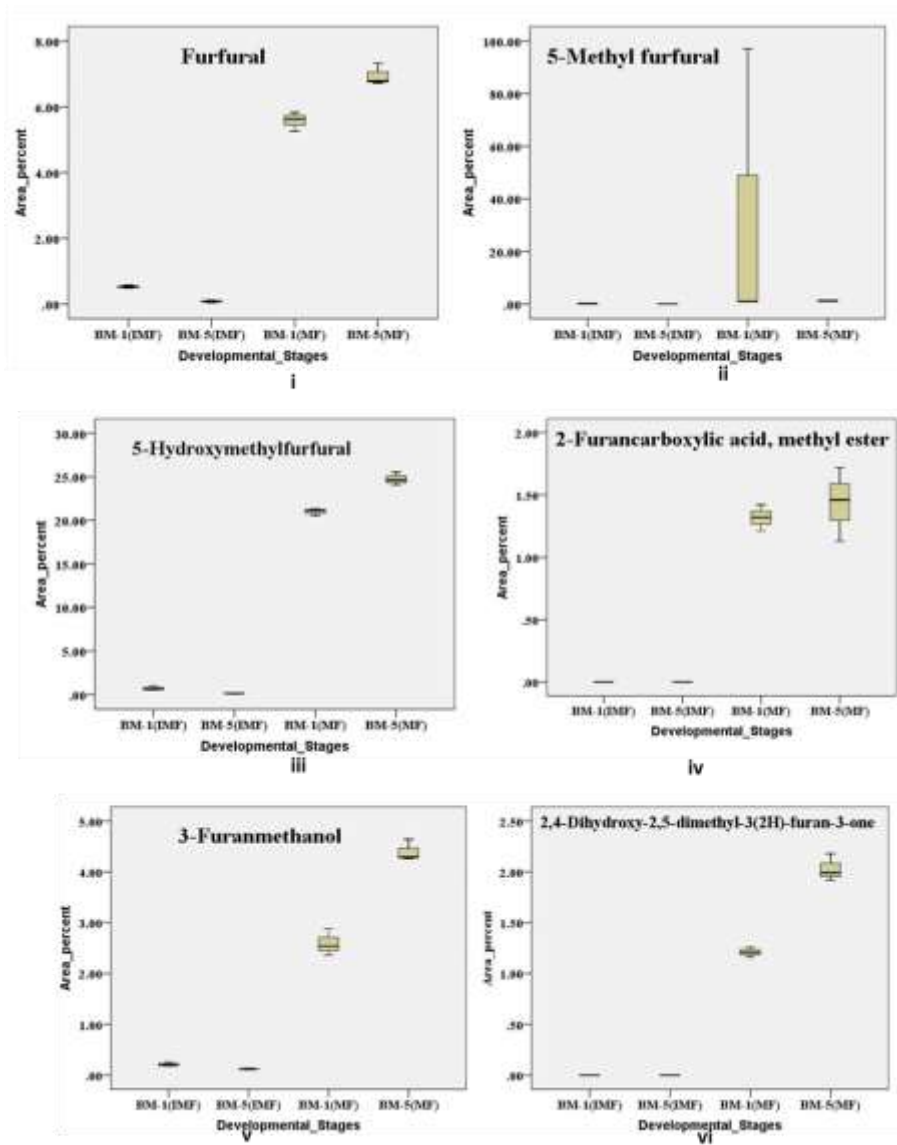 Furfural
8.00
6.00
4.00
2.00
.00
Area_percent
BM-1(IMF) BM-5(IMF) BM-1(MF) BM-5(MF)
Developmental_Stages
i
5-Methyl furfural
100.00
80.00
60.00
40.00
20.00
.00
Area_percent
BM-1(IMF) BM-5(IMF) BM-1(MF) BM-5(MF)
Developmental_Stages
ii
5-Hydroxymethylfurfural
30.00
25.00
20.00
15.00
10.00
5.00
.00
Area_percent
BM-1(IMF) BM-5(IMF) BM-1(MF) BM-5(MF)
Developmental_Stages
iii
2-Furancarboxylic acid, methyl ester
2.00
1.50
1.00
.50
.00
Area_percent
BM-1(IMF) BM-5(IMF) BM-1(MF) BM-5(MF)
Developmental_Stages
iv
3-Furanmethanol
5.00
4.00
3.00
2.00
1.00
.00
Area_percent
BM-1(IMF) BM-5(IMF) BM-1(MF) BM-5(MF)
Developmental_Stages
v
2,4-Dihydroxy-2,5-dimethyl-3(2H)-furan-3-one
2.50
2.00
1.50
1.00
.50
.00
Area_percent
BM-1(IMF) BM-5(IMF) BM-1(MF) BM-5(MF)
Developmental_Stages
vi